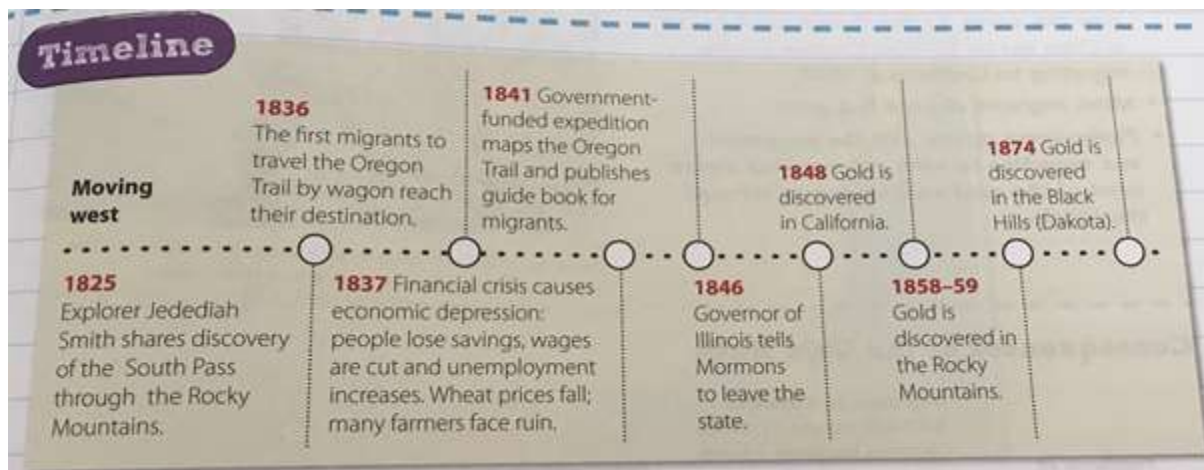 Timeline
Moving
west
1825
Explorer Jedediah
Smith shares discovery
of the South Pass
through the Rocky
Mountains.
1836
The first migrants to
travel the Oregon
Trail by wagon reach
their destination.
1837 Financial crisis causes
economic depression:
people lose savings, wages
are cut and unemployment
increases. Wheat prices fall;
many farmers face ruin.
1841 Government-
funded expedition
maps the Oregon
Trail and publishes
guide book for
migrants.
1846
Governor of
Illinois tells
Mormons
to leave the
state.
1848 Gold is
discovered
in California.
1858–59
Gold is
discovered in
the Rocky
Mountains.
1874 Gold is
discovered
in the Black
Hills (Dakota).